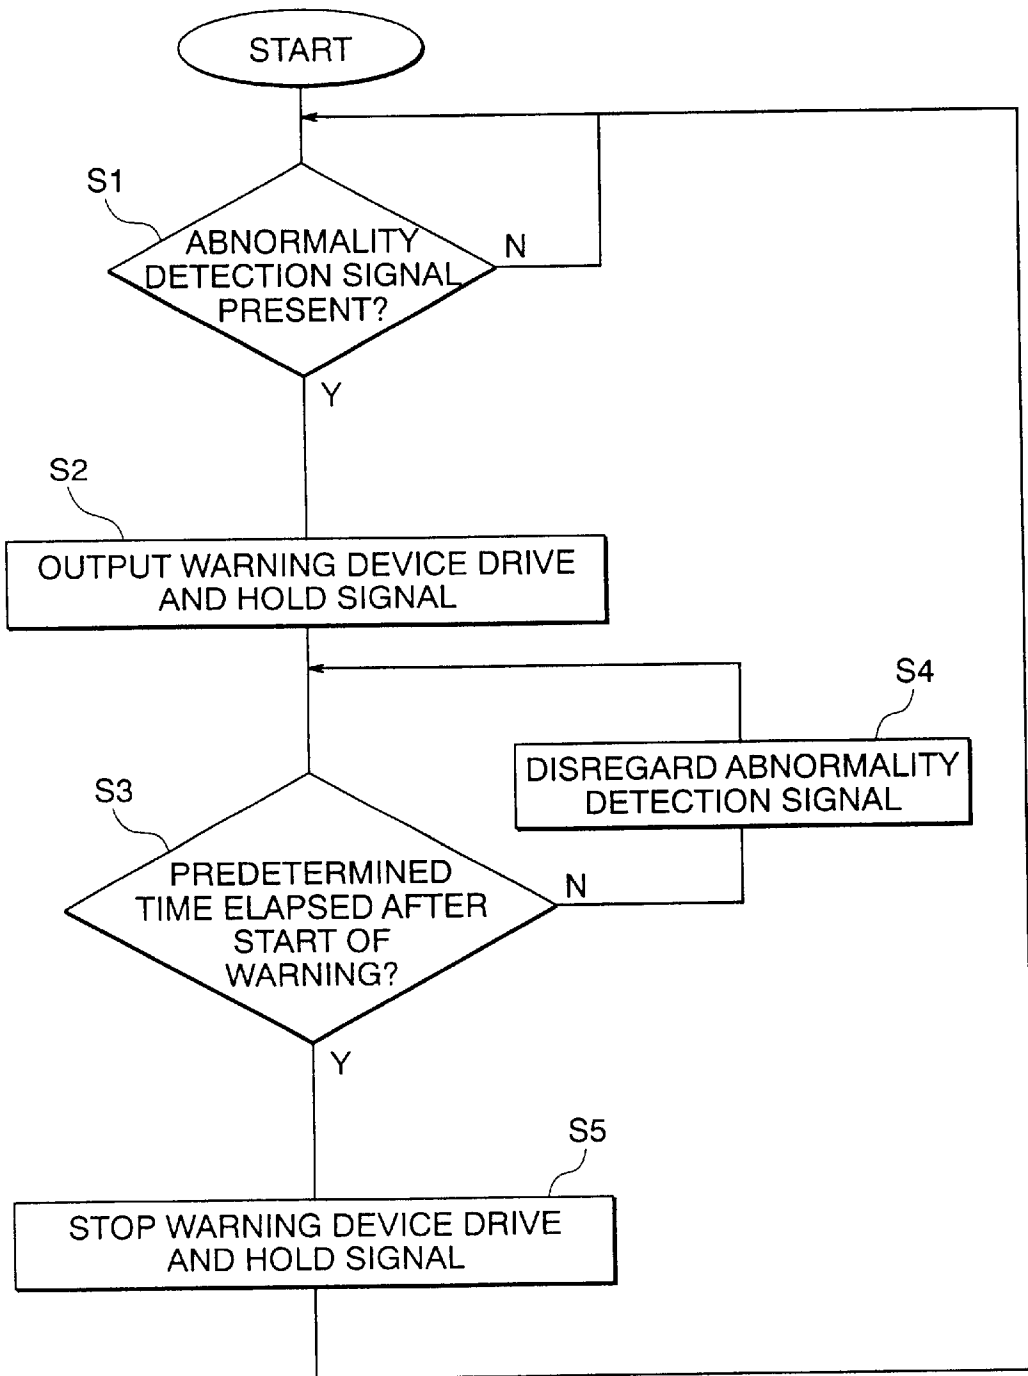 START
S1
ABNORMALITY
DETECTION SIGNAL
PRESENT?
N
Y
S2
OUTPUT WARNING DEVICE DRIVE
AND HOLD SIGNAL
S4
DISREGARD ABNORMALITY
DETECTION SIGNAL
S3
PREDETERMINED
TIME ELAPSED AFTER
START OF
WARNING?
N
Y
S5
STOP WARNING DEVICE DRIVE
AND HOLD SIGNAL